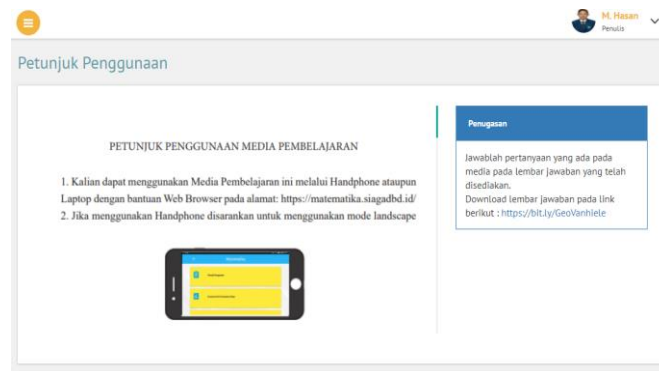 M. Hasan
Penulis
Petunjuk Penggunaan
PETUNJUK PENGGUNAAN MEDIA PEMBELAJARAN
1. Kalian dapat menggunakan Media Pembelajaran ini melalui Handphone ataupun
Laptop dengan bantuan Web Browser pada alamat: https://matematika.siagadbd.id/
2. Jika menggunakan Handphone disarankan untuk menggunakan mode landscape
Penugasan
Jawablah pertanyaan yang ada pada
media pada lembar jawaban yang telah
disediakan.
Download lembar jawaban pada link
berikut : https://bit.ly/GeoVanhiele